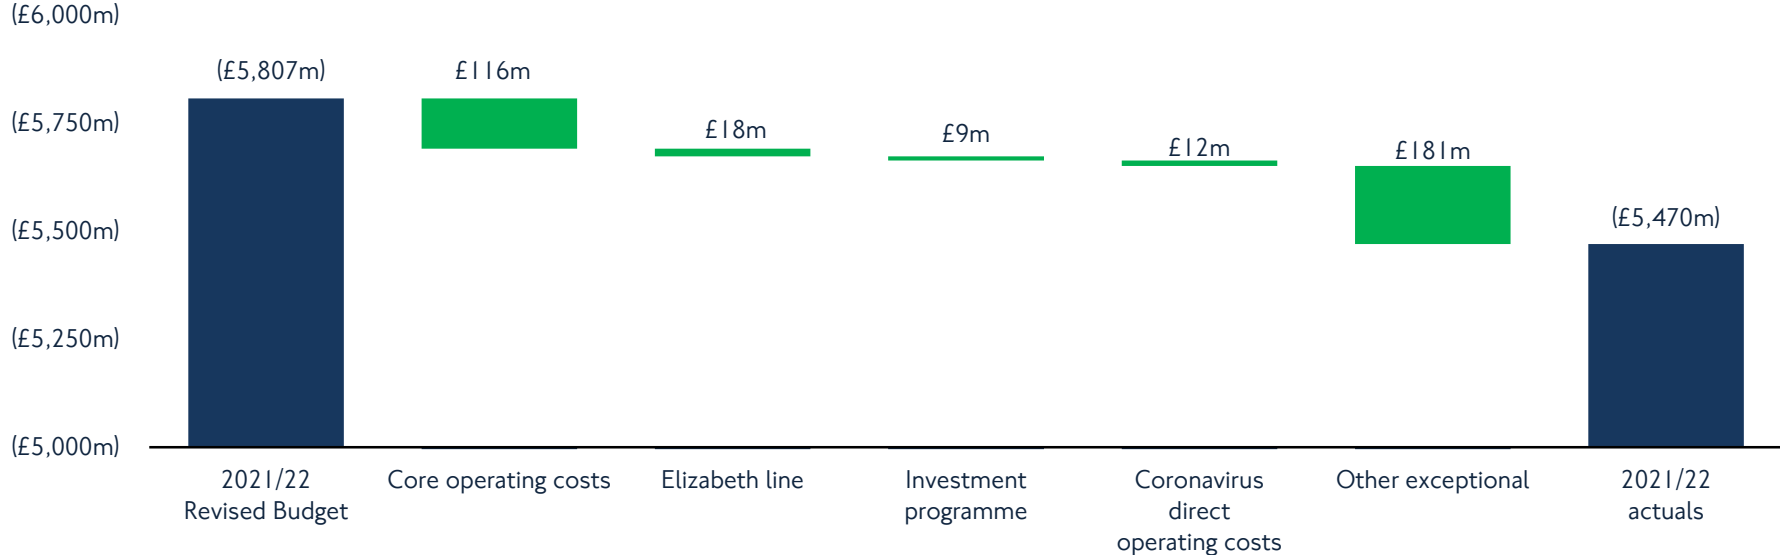 (£6,000m)
(£5,750m)
(£5,500m)
(£5,250m)
(£5,000m)
(£5,807m)
£116m
£18m
£9m
£12m
£181m
(£5,470m)
2021/22
Revised Budget
Core operating costs
Elizabeth line
Investment
programme
Coronavirus
direct
operating costs
Other exceptional
2021/22
actuals